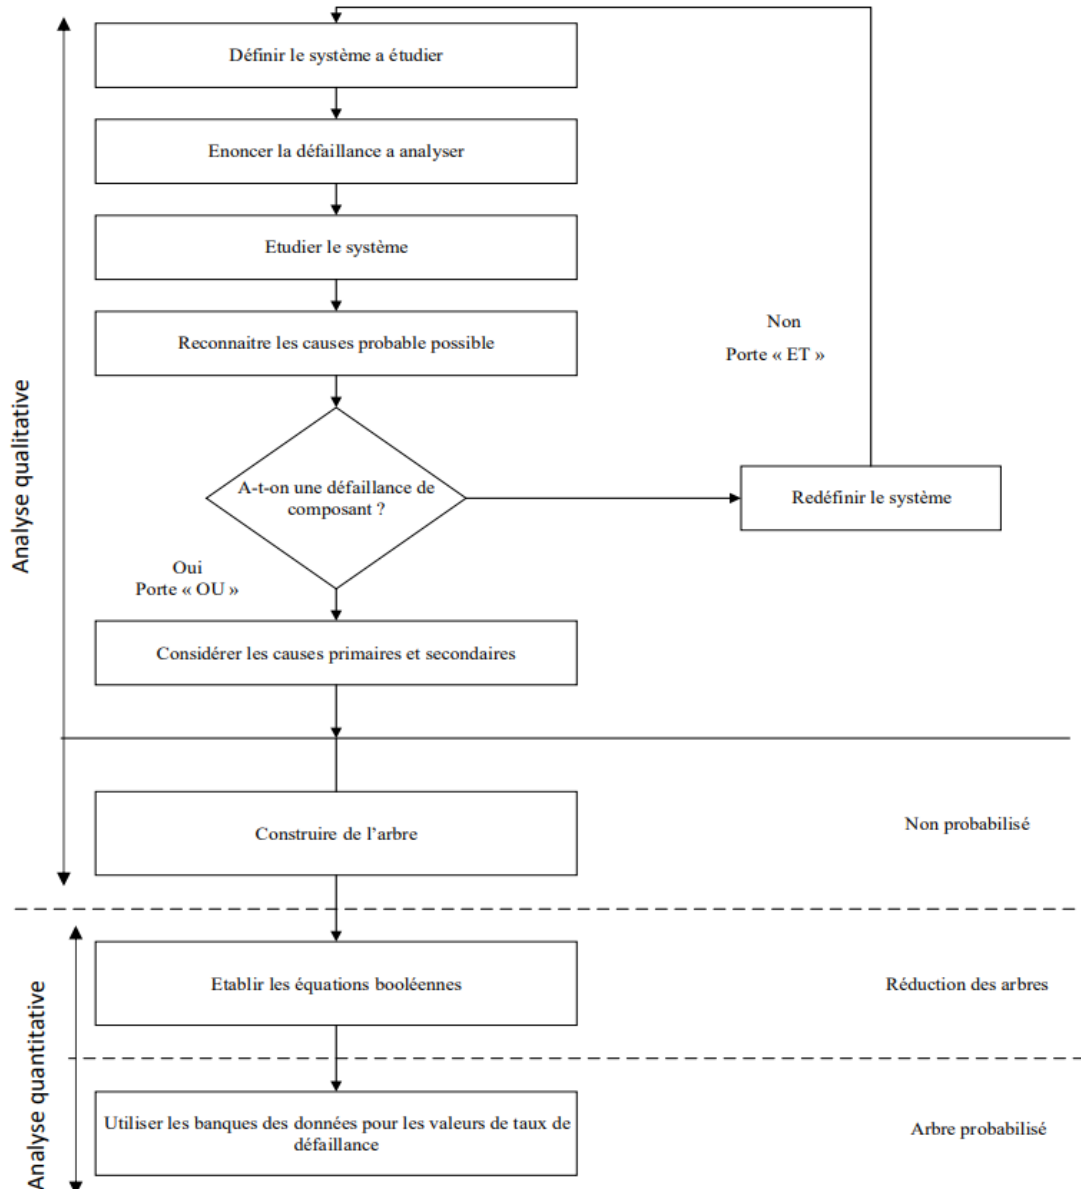 Définir le système a étudier
Enoncer la défaillance a analyser
Etudier le système
Reconnaitre les causes probable possible
Non
Porte « ET »
A-t-on une défaillance de
composant ?
Redéfinir le système
Oui
Porte « OU »
Considérer les causes primaires et secondaires
Analyse qualitative
Construire de l'arbre
Non probabilisé
Etablir les équations booléennes
Réduction des arbres
Analyse quantitative
Utiliser les banques des données pour les valeurs de taux de
défaillance
Arbre probabilisé